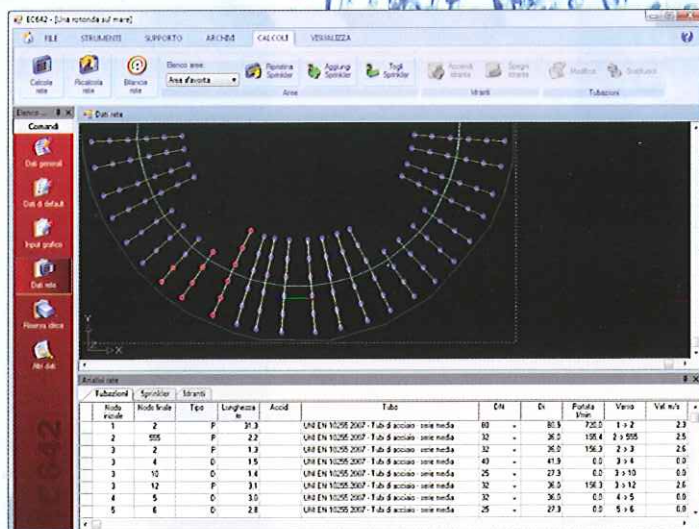 EC642 - [Una rotonda sul mare]
FILE STRUMENTI SUPPORTO ARCHIVI CALCOLI VISUALIZZA
Calcola rete
Ricalcola rete
Bilancia rete
Elenco aree:
Area sfavorita
Ripristina Sprinkler
Aggiungi Sprinkler
Togli Sprinkler
Accendi Idrante
Spegni Idrante
Modifica
Sostituisci
Aree
Idranti
Tubazioni
Elenco ...
Comandi
Dati generali
Dati di default
Input grafico
Dati rete
Riserva idrica
Altri dati
EC642
Dati rete
Y
Z
X
Analisi rete
Tubazioni Sprinkler Idranti
Nodo iniziale Nodo finale Tipo Lunghezza m Accid. Tubo DN Di Portata l/min Verso Vel. m/s
1 2 P 31.3 UNI EN 10255:2007 - Tubi di acciaio - serie media 80 80.9 720.0 1 -> 2 2.3
2 555 P 2.2 UNI EN 10255:2007 - Tubi di acciaio - serie media 32 36.0 2 -> 555 2.5
3 2 P 1.3 UNI EN 10255:2007 - Tubi di acciaio - serie media 32 36.0 156.3 2 -> 3 2.6
3 4 D 1.5 UNI EN 10255:2007 - Tubi di acciaio - serie media 40 41.9 0.0 3 -> 4 0.0
3 10 D 1.4 UNI EN 10255:2007 - Tubi di acciaio - serie media 25 27.3 0.0 3 -> 10 0.0
3 12 P 3.1 UNI EN 10255:2007 - Tubi di acciaio - serie media 32 36.0 156.3 3 -> 12 2.6
4 5 D 3.0 UNI EN 10255:2007 - Tubi di acciaio - serie media 32 36.0 0.0 4 -> 5 0.0
5 6 D 2.8 UNI EN 10255:2007 - Tubi di acciaio - serie media 25 27.3 0.0 5 -> 6 0.0